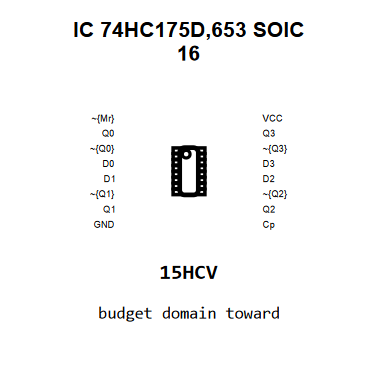 IC 74HC175D,653 SOIC
16
~{Mr} VCC
Q0 Q3
~{Q0} ~{Q3}
D0 D3
D1 D2
~{Q1} ~{Q2}
Q1 Q2
GND Cp
15HCV
budget domain toward